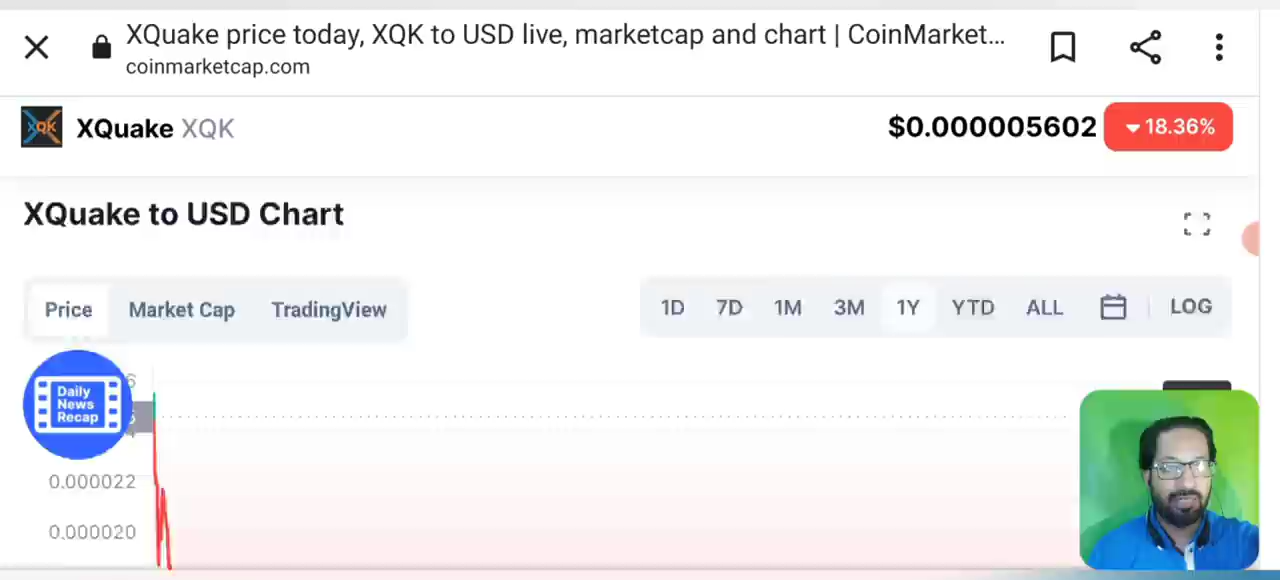 XQuake price today, XQK to USD live, marketcap and chart | CoinMarket...
coinmarketcap.com
XQK
XQuake XQK
$0.000005602
18.36%
XQuake to USD Chart
Price
Market Cap
TradingView
1D
7D
1M
3M
1Y
YTD
ALL
LOG
Daily
News
Recap
0.000022
0.000020